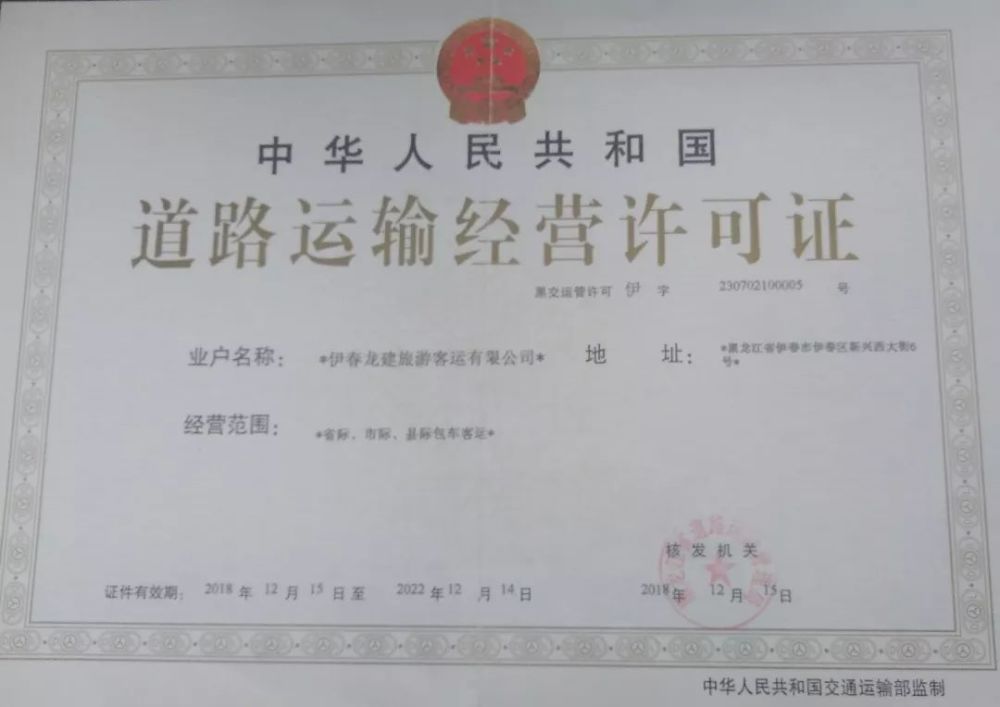 中华人民共和国
道路运输经营许可证
黑交运管许可 伊 字 230702100005 号
业户名称： *伊春龙建旅游客运有限公司* 地 址： *黑龙江省伊春市伊春区新兴西大街6
号*
经营范围： *省际、市际、县际包车客运*
核发机关
证件有效期： 2018 年 12 月 15 日 至 2022 年 12 月 14 日 2018 年 12 月 15 日
中华人民共和国交通运输部监制